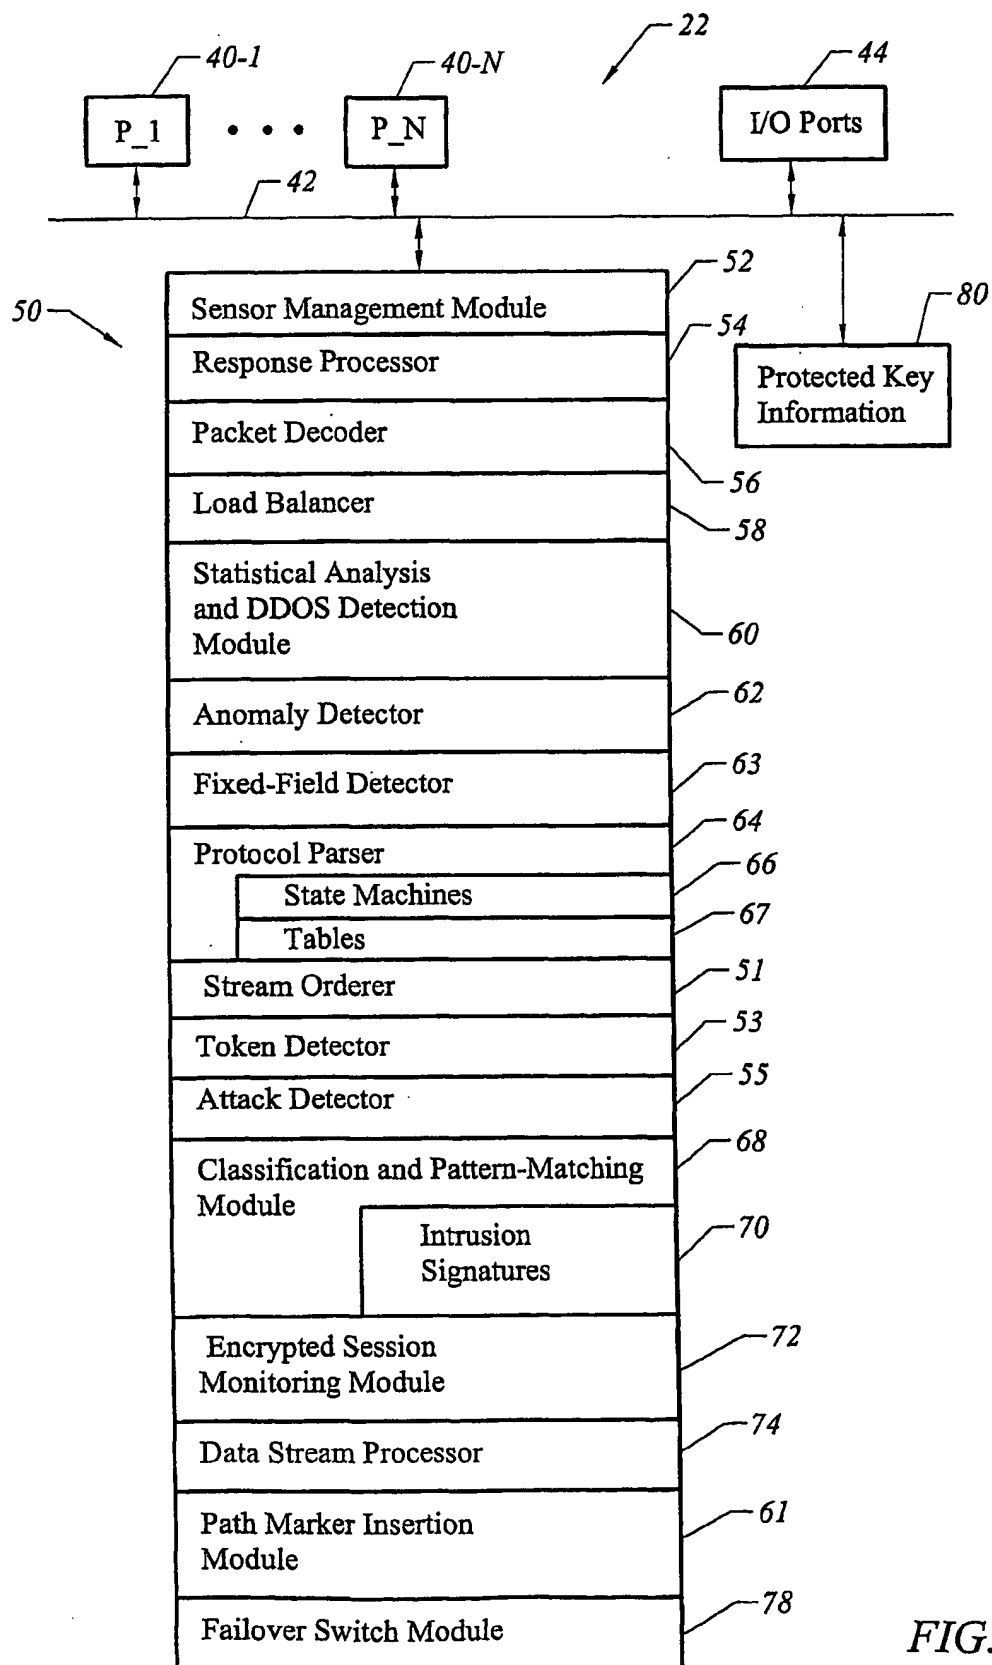 22
40-1
40-N
44
P_1
P_N
I/O Ports
42
52
50
Sensor Management Module
80
54
Response Processor
Protected Key
Information
Packet Decoder
56
Load Balancer
58
Statistical Analysis
and DDOS Detection
Module
60
62
Anomaly Detector
63
Fixed-Field Detector
64
Protocol Parser
66
State Machines
67
Tables
51
Stream Orderer
53
Token Detector
55
Attack Detector
68
Classification and Pattern-Matching
Module
70
Intrusion
Signatures
72
Encrypted Session
Monitoring Module
74
Data Stream Processor
61
Path Marker Insertion
Module
78
Failover Switch Module
FIG.